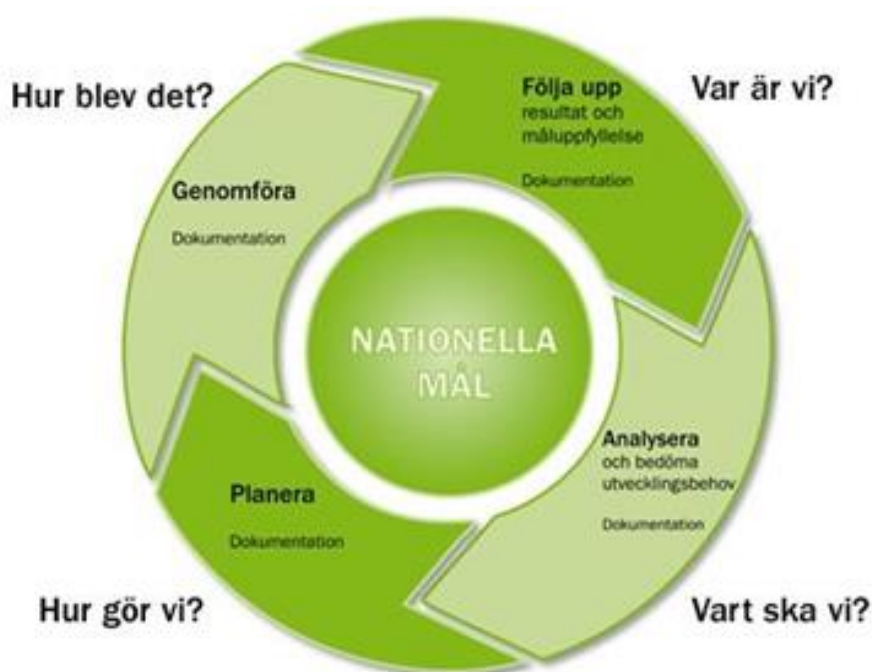 Hur blev det?
Var är vi?
Följa upp
resultat och
måluppfyllelse
Dokumentation
Genomföra
Dokumentation
NATIONELLA
MÅL
Analysera
och bedöma
utvecklingsbehov
Dokumentation
Planera
Dokumentation
Hur gör vi?
Vart ska vi?